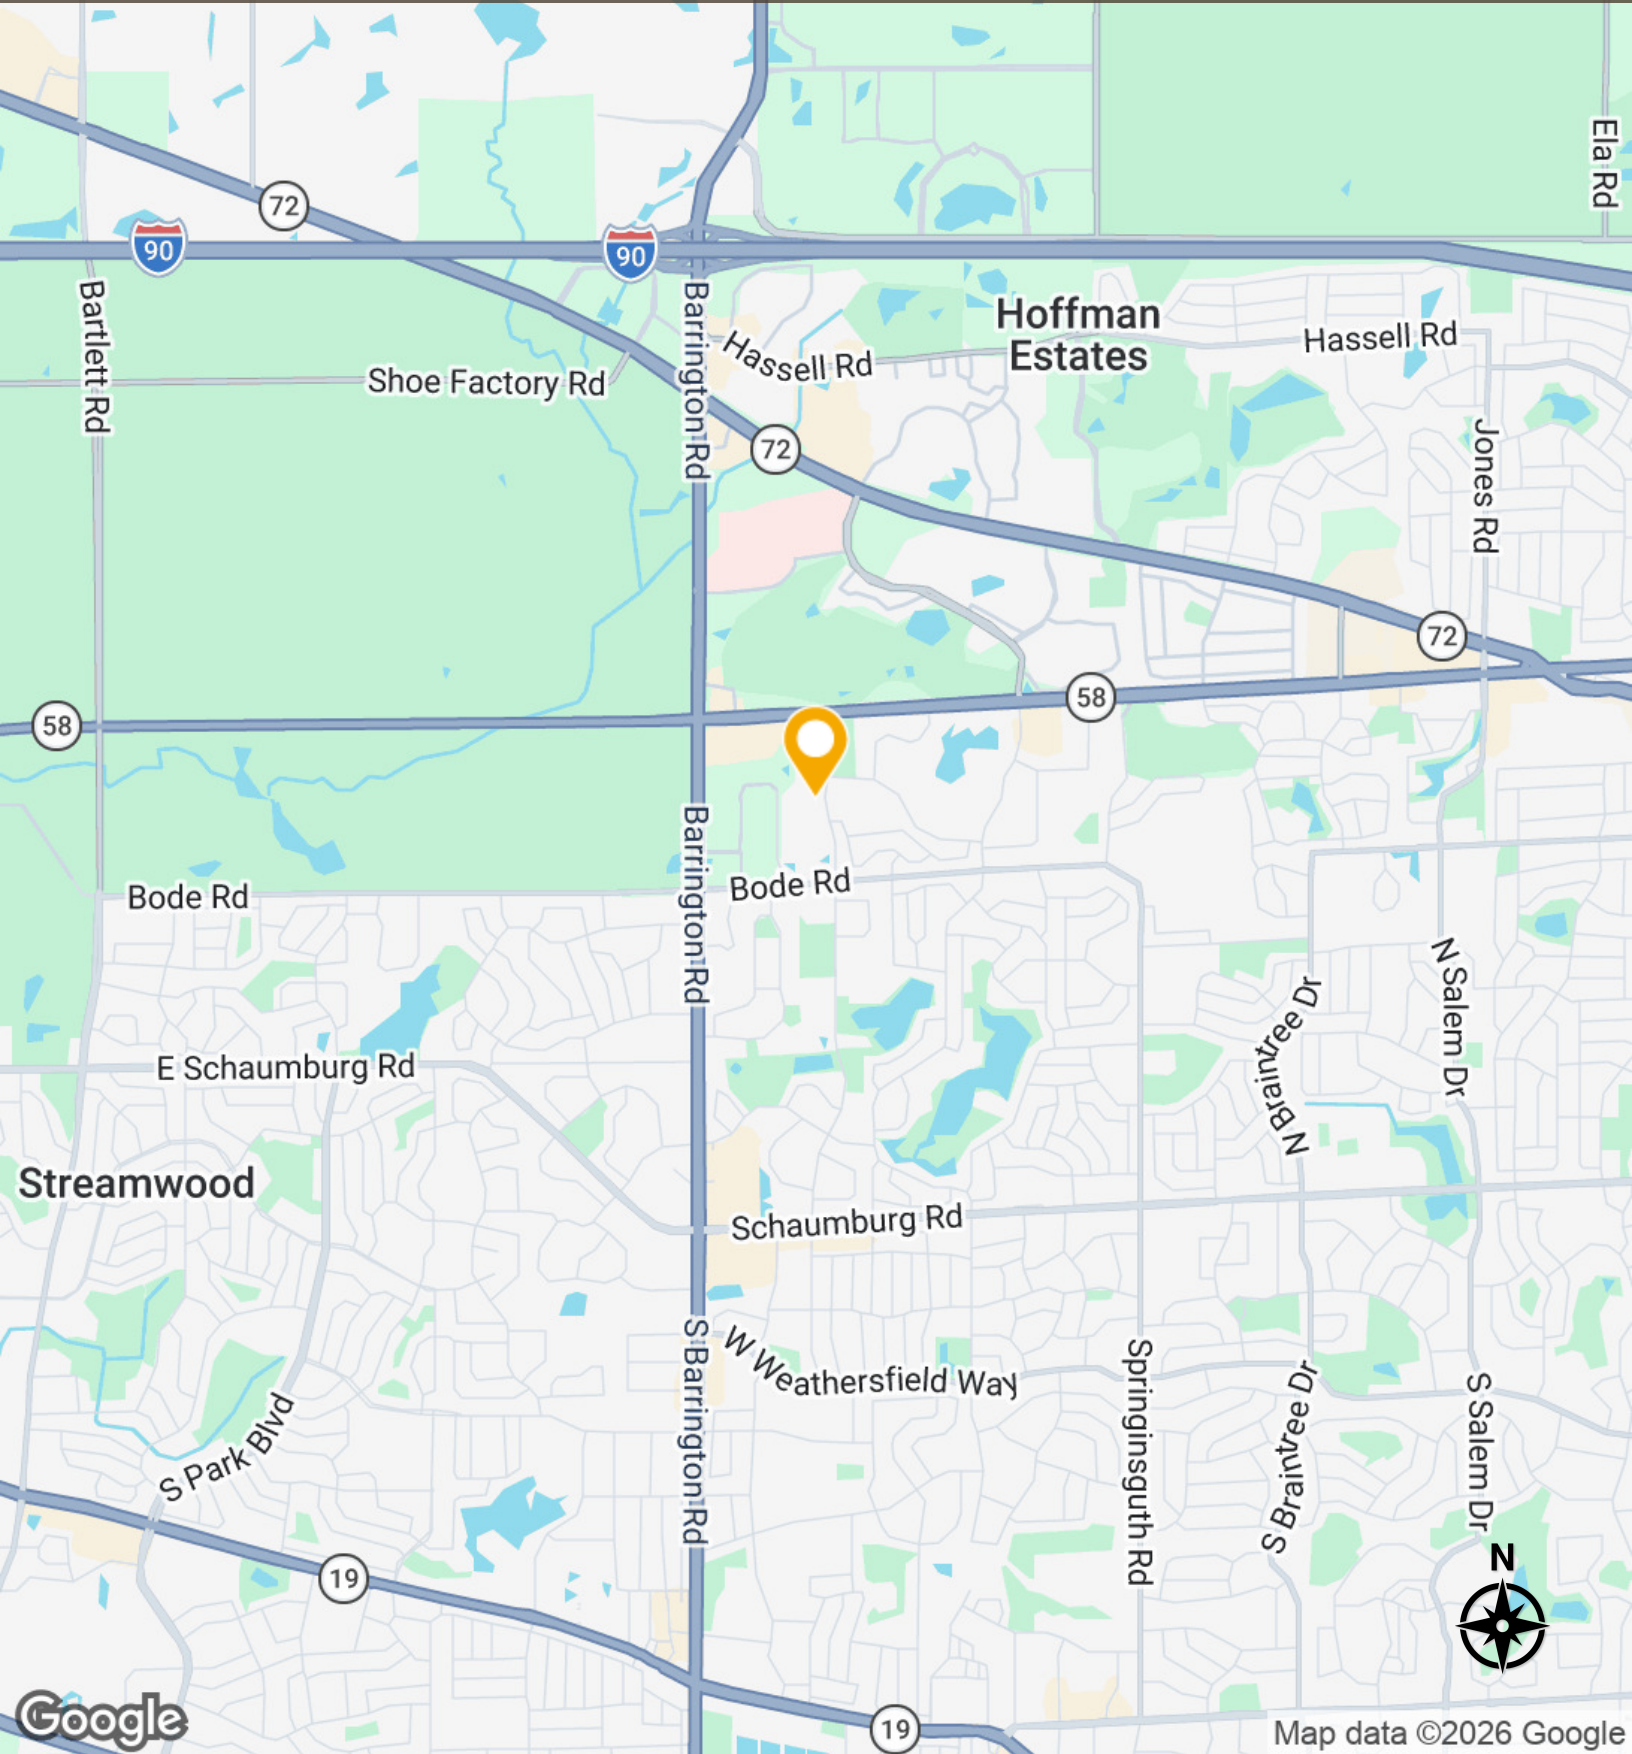 Ela Rd
72
90
90
Bartlett Rd
Barrington Rd
Hoffman
Estates
Hassell Rd
Hassell Rd
Shoe Factory Rd
72
Jones Rd
72
58
58
Barrington Rd
Bode Rd
Bode Rd
N Salem Dr
N Braintree Dr
E Schaumburg Rd
Streamwood
Schaumburg Rd
S Barrington Rd
W Weathersfield Way
Springinsguth Rd
S Braintree Dr
S Salem Dr
S Park Blvd
19
N
19
Google
Map data ©2026 Google